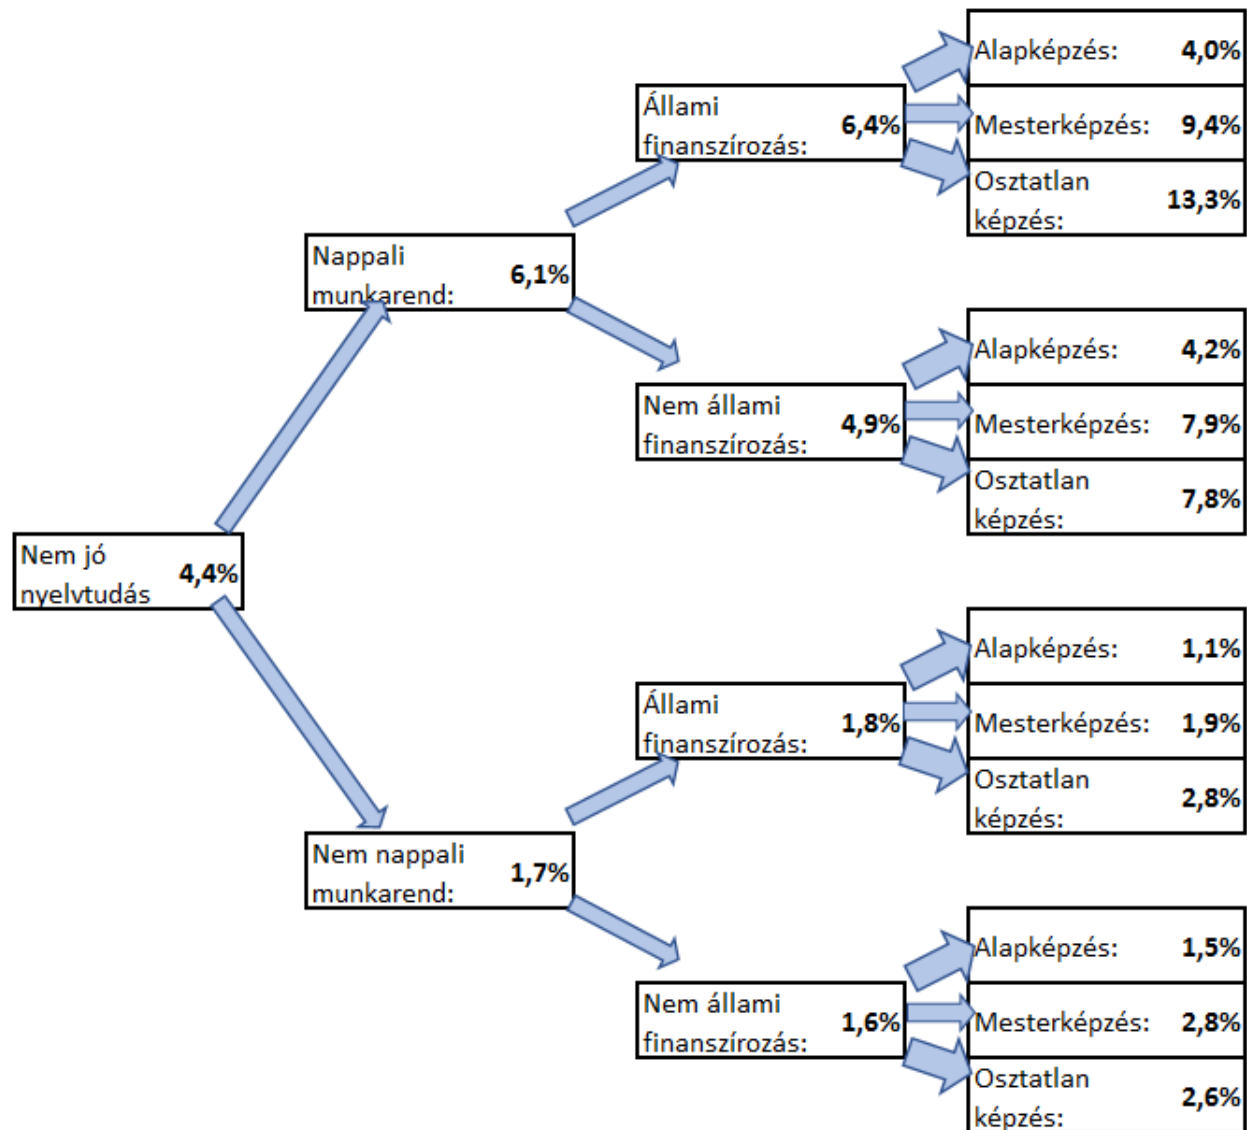 Alapképzés: 4,0%
Állami
finanszírozás: 6,4%
Mesterképzés: 9,4%
Osztatlan
képzés: 13,3%
Nappali
munkarend: 6,1%
Alapképzés: 4,2%
Nem állami
finanszírozás: 4,9%
Mesterképzés: 7,9%
Osztatlan
képzés: 7,8%
Nem jó
nyelvtudás 4,4%
Alapképzés: 1,1%
Állami
finanszírozás: 1,8%
Mesterképzés: 1,9%
Osztatlan
képzés: 2,8%
Nem nappali
munkarend: 1,7%
Alapképzés: 1,5%
Nem állami
finanszírozás: 1,6%
Mesterképzés: 2,8%
Osztatlan
képzés: 2,6%